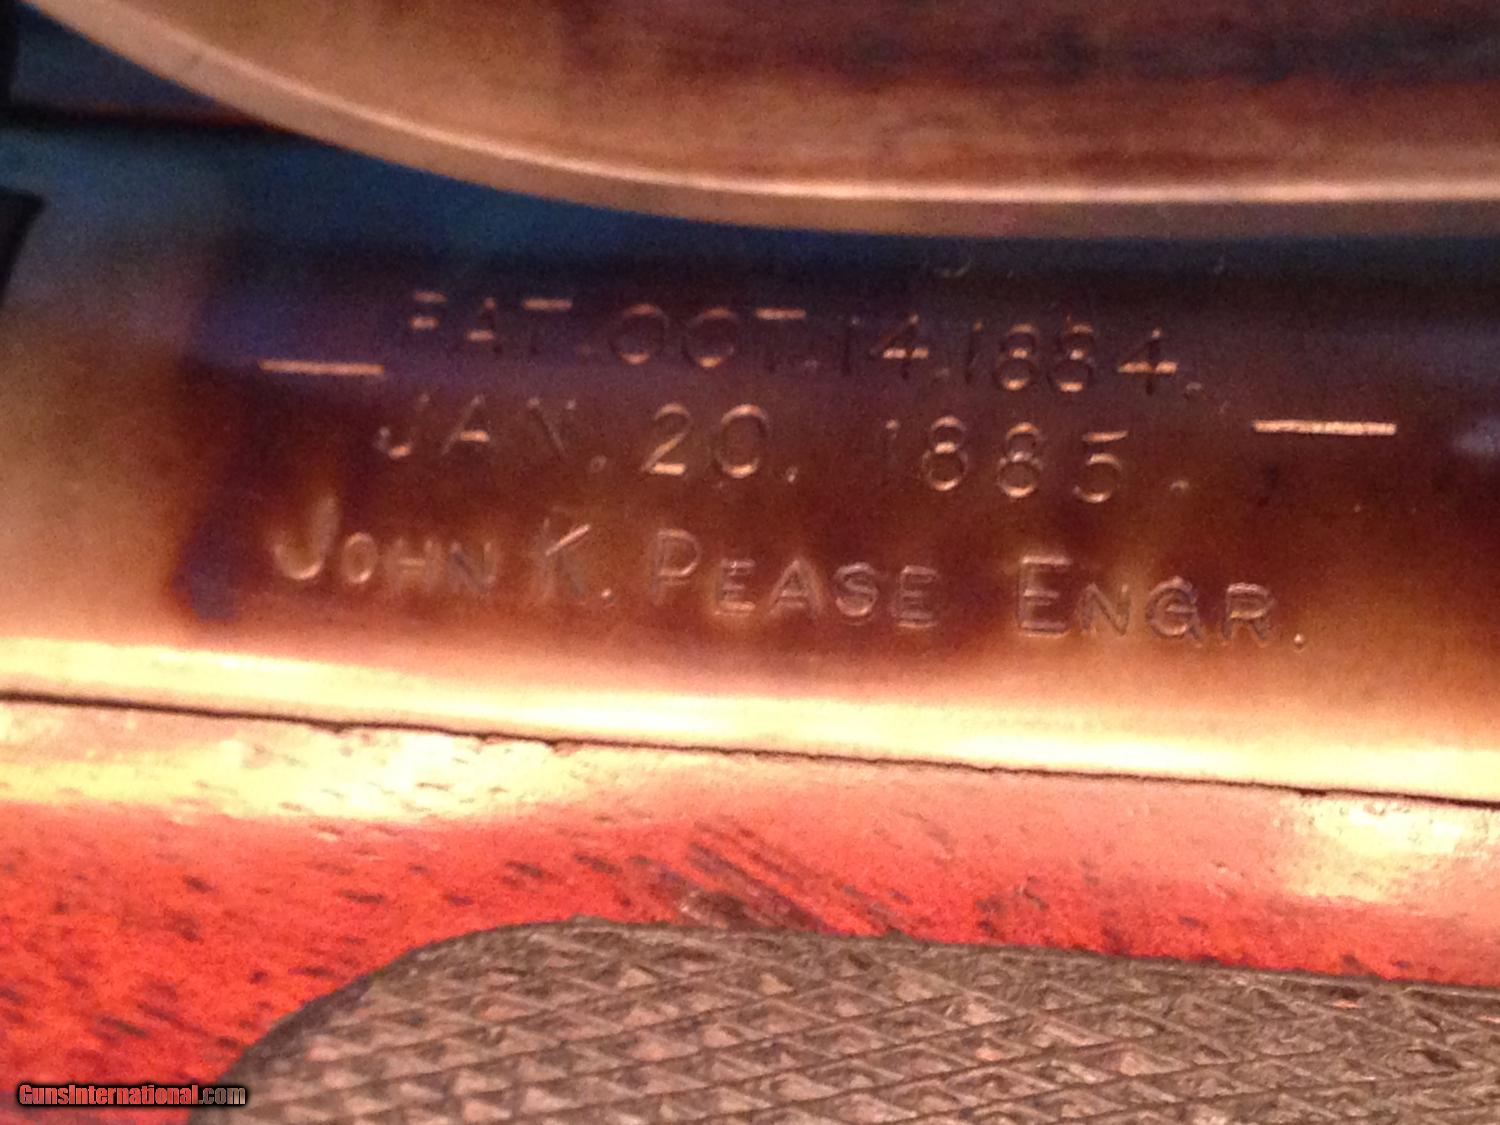 PAT. OCT. 14. 1884.
JAN. 20. 1885.
JOHN K. PEASE ENGR.
GunsInternational.com